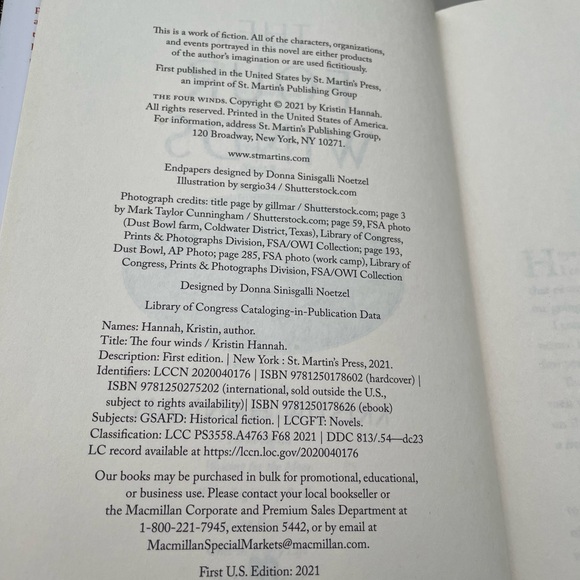 This is a work of fiction. All of the characters, organizations,
and events portrayed in this novel are either products
of the author's imagination or are used fictitiously.
First published in the United States by St. Martin's Press,
an imprint of St. Martin's Publishing Group
THE FOUR WINDS. Copyright © 2021 by Kristin Hannah.
All rights reserved. Printed in the United States of America.
For information, address St. Martin's Publishing Group,
120 Broadway, New York, NY 10271.
www.stmartins.com
Endpapers designed by Donna Sinisgalli Noetzel
Illustration by sergio34 / Shutterstock.com
Photograph credits: title page by gillmar / Shutterstock.com; page 3
by Mark Taylor Cunningham / Shutterstock.com; page 59, FSA photo
(Dust Bowl farm, Coldwater District, Texas), Library of Congress,
Prints & Photographs Division, FSA/OWI Collection; page 193,
Dust Bowl, AP Photo; page 285, FSA photo (work camp), Library of
Congress, Prints & Photographs Division, FSA/OWI Collection
Designed by Donna Sinisgalli Noetzel
Library of Congress Cataloging-in-Publication Data
Names: Hannah, Kristin, author.
Title: The four winds / Kristin Hannah.
Description: First edition. | New York : St. Martin's Press, 2021.
Identifiers: LCCN 2020040176 | ISBN 9781250178602 (hardcover) |
ISBN 9781250275202 (international, sold outside the U.S.,
subject to rights availability)| ISBN 9781250178626 (ebook)
Subjects: GSAFD: Historical fiction. | LCGFT: Novels.
Classification: LCC PS3558.A4763 F68 2021 | DDC 813/.54—dc23
LC record available at https://lccn.loc.gov/2020040176
Our books may be purchased in bulk for promotional, educational,
or business use. Please contact your local bookseller or
the Macmillan Corporate and Premium Sales Department at
1-800-221-7945, extension 5442, or by email at
MacmillanSpecialMarkets@macmillan.com.
First U.S. Edition: 2021